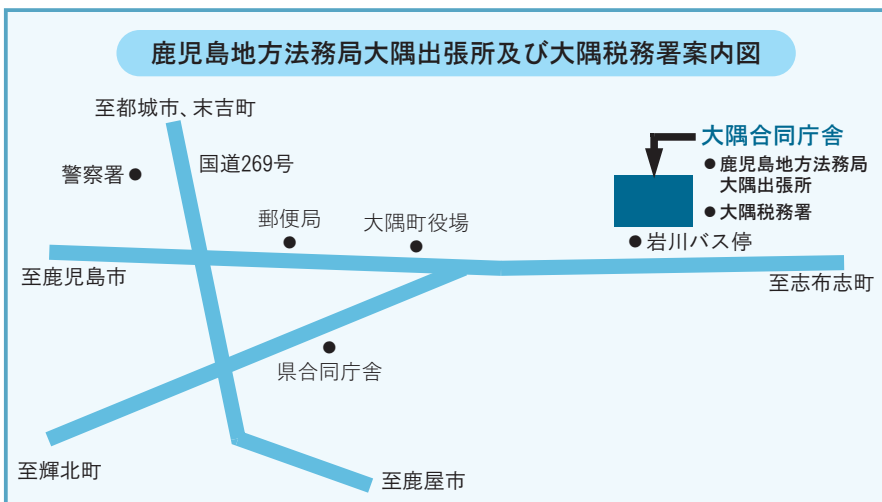 鹿児島地方法務局大隅出張所及び大隅税務署案内図
至都城市、末吉町
大隅合同庁舎
警察署●
国道269号
●鹿児島地方法務局
大隅出張所
●大隅税務署
郵便局
大隅町役場
●岩川バス停
至鹿児島市
至志布志町
県合同庁舎
至輝北町
至鹿屋市